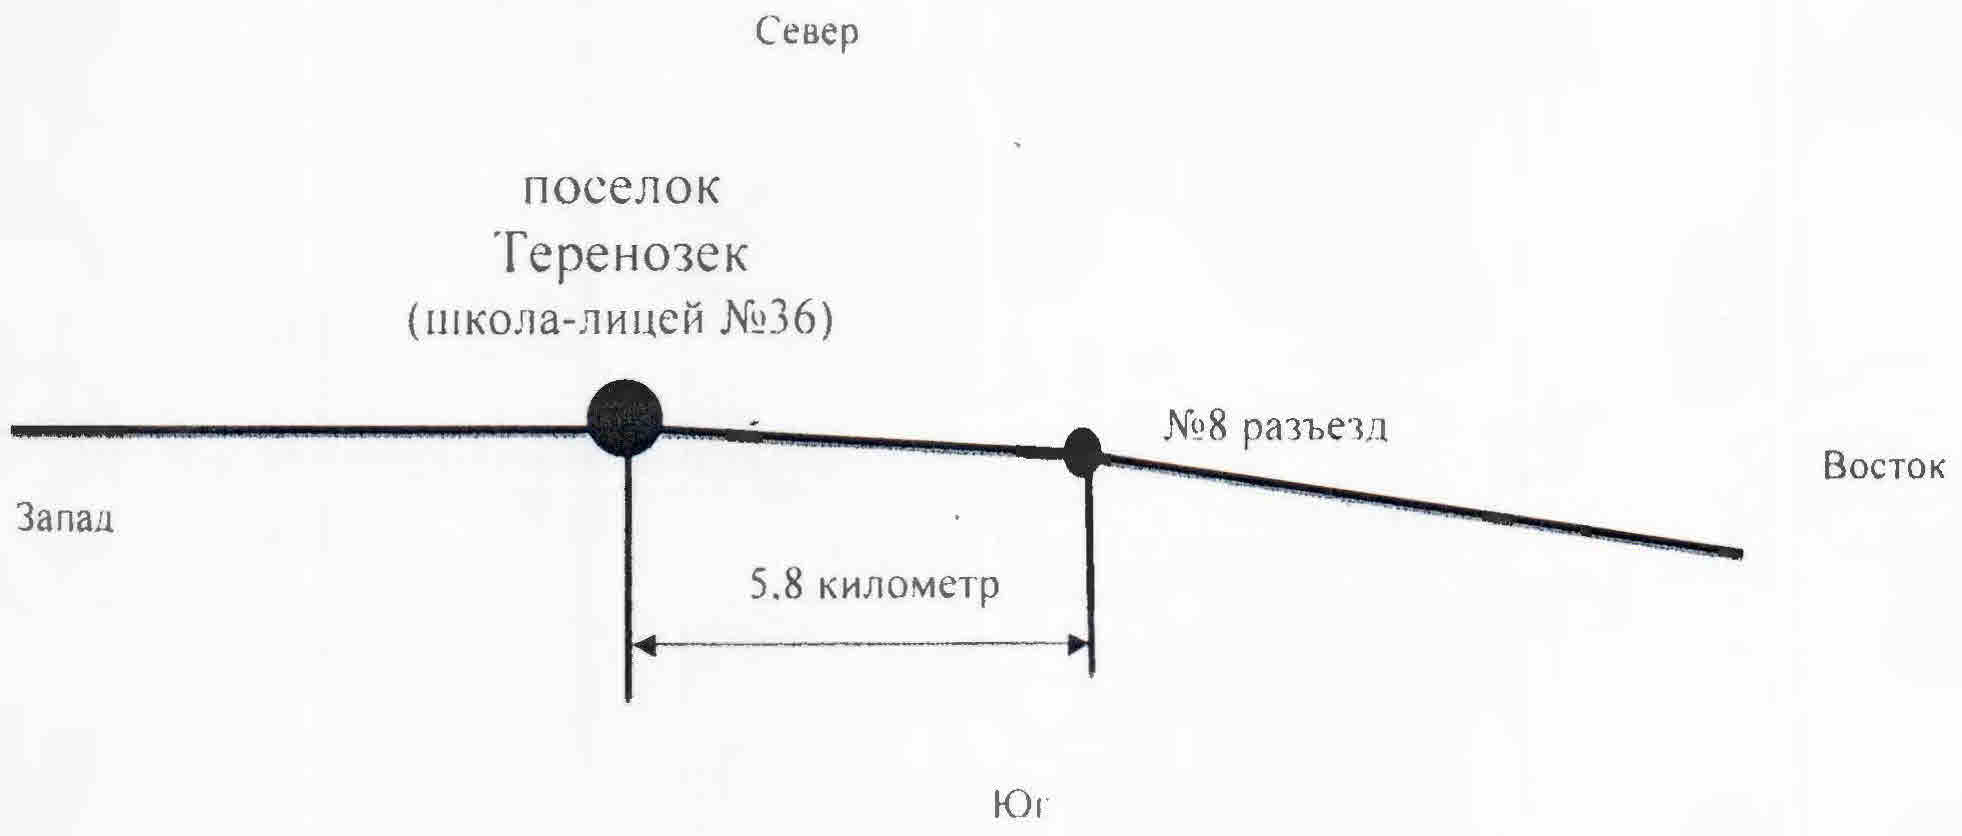 Север
поселок
Теренозек
(школа-лицей №36)
№8 разъезд
Восток
Запад
5.8 километр
Юг